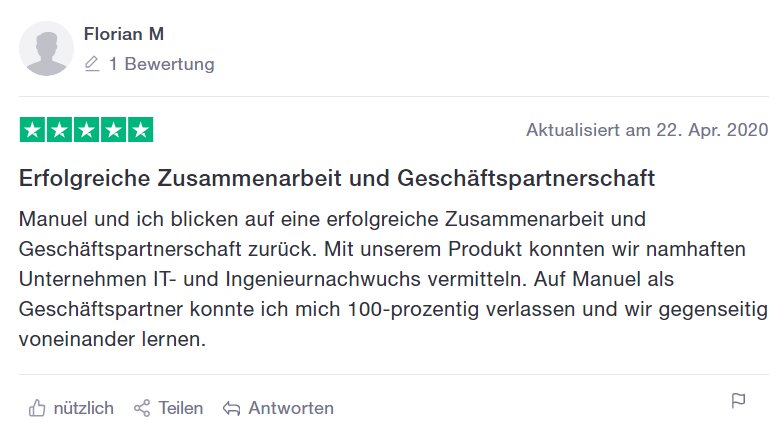 Florian M
1 Bewertung
Aktualisiert am 22. Apr. 2020
Erfolgreiche Zusammenarbeit und Geschäftspartnerschaft
Manuel und ich blicken auf eine erfolgreiche Zusammenarbeit und
Geschäftspartnerschaft zurück. Mit unserem Produkt konnten wir namhaften
Unternehmen IT- und Ingenieurnachwuchs vermitteln. Auf Manuel als
Geschäftspartner konnte ich mich 100-prozentig verlassen und wir gegenseitig
voneinander lernen.
nützlich Teilen Antworten